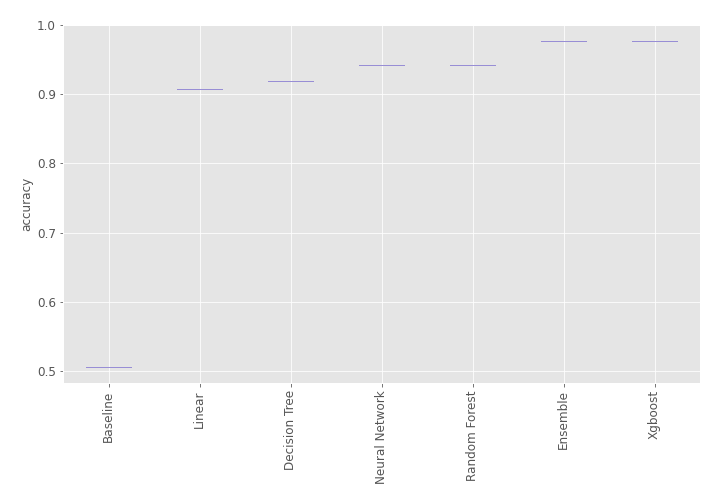 1.0
0.9
0.8
0.7
0.6
0.5
accuracy
Baseline
Linear
Decision Tree
Neural Network
Random Forest
Ensemble
Xgboost